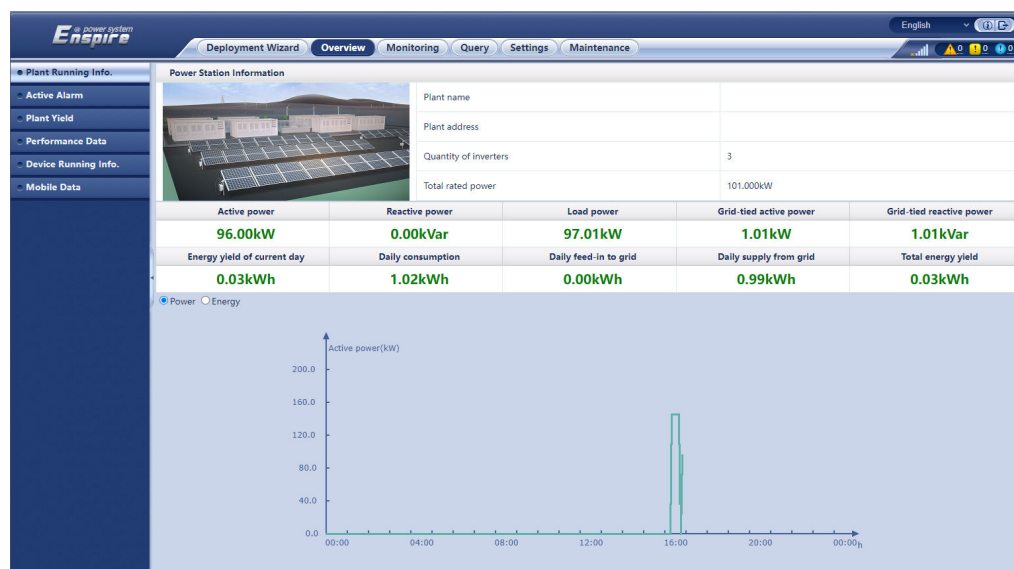 Enspire e power system
English
Deployment Wizard Overview Monitoring Query Settings Maintenance
0 0 0
Plant Running Info.
Active Alarm
Plant Yield
Performance Data
Device Running Info.
Mobile Data
Power Station Information
Plant name
Plant address
Quantity of inverters 3
Total rated power 101.000kW
Active power Reactive power Load power Grid-tied active power Grid-tied reactive power
96.00kW 0.00kVar 97.01kW 1.01kW 1.01kVar
Energy yield of current day Daily consumption Daily feed-in to grid Daily supply from grid Total energy yield
0.03kWh 1.02kWh 0.00kWh 0.99kWh 0.03kWh
Power Energy
Active power(kW)
200.0
160.0
120.0
80.0
40.0
0.0
00:00 04:00 08:00 12:00 16:00 20:00 00:00 h